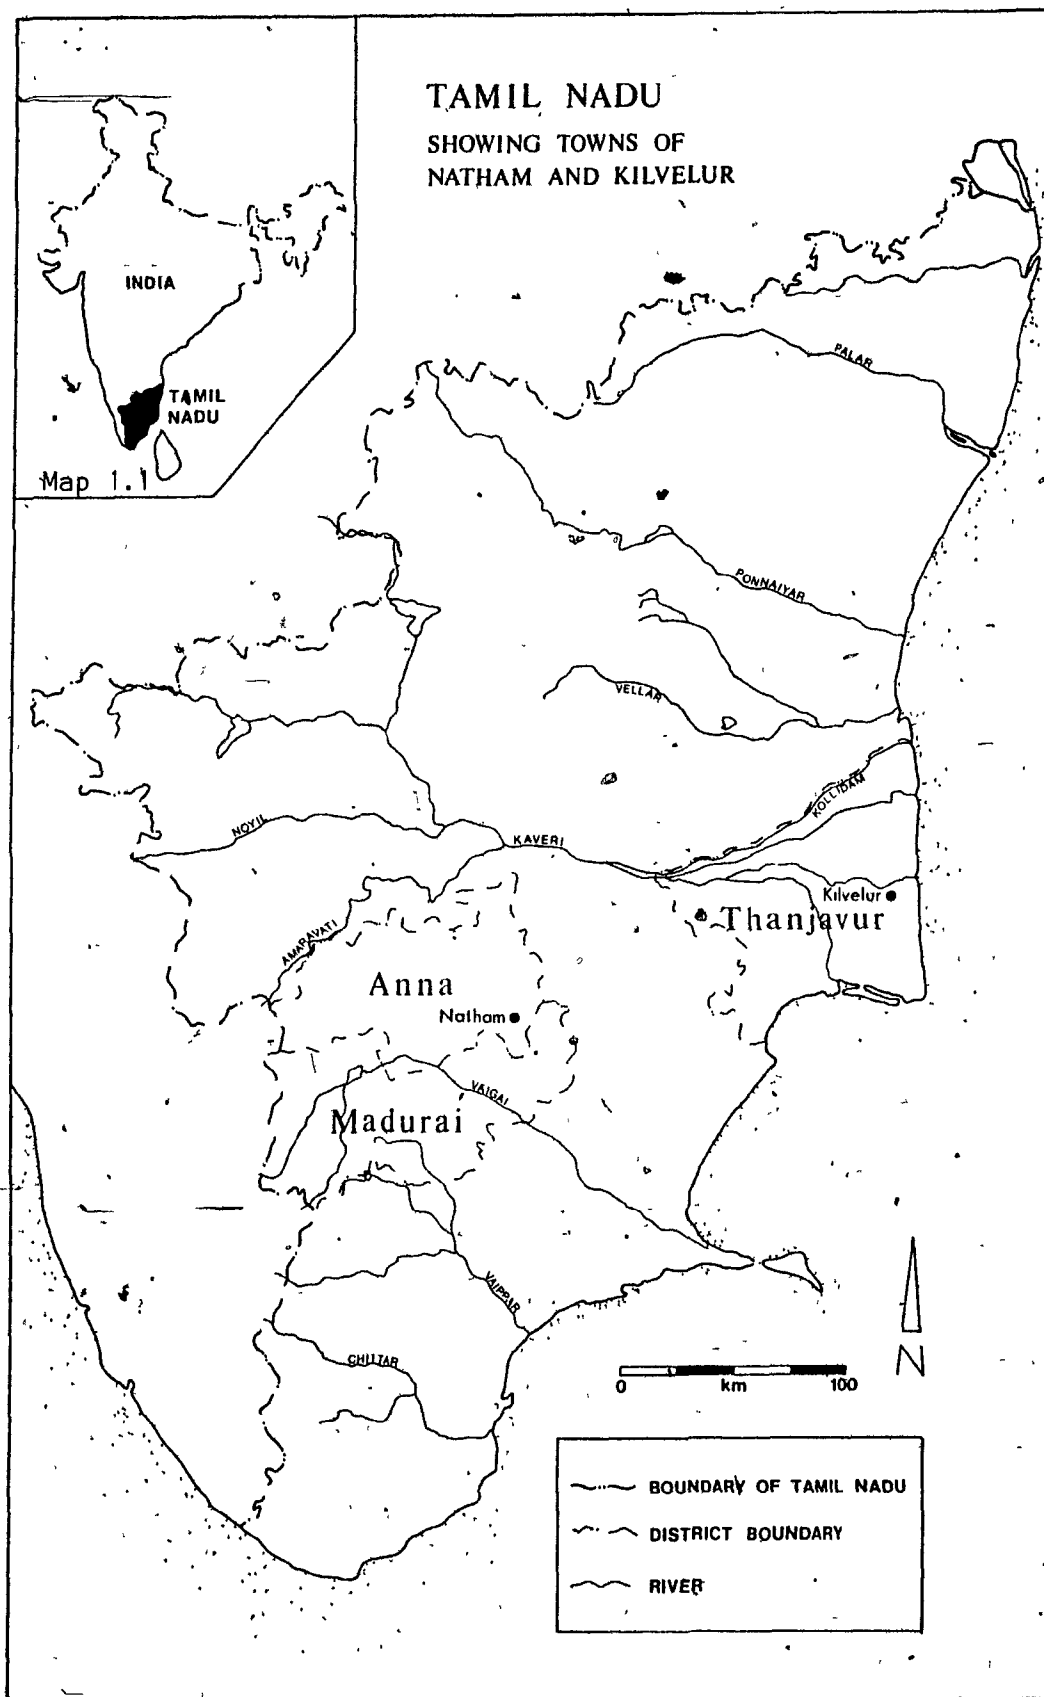 TAMIL NADU
SHOWING TOWNS OF
NATHAM AND KILVELUR
INDIA
TAMIL
NADU
Map 1.1
PALAR
PONNAIYAR
VELLAR
KOLLIDAM
NOYIL
KAVERI
Kilvelur
Thanjavur
AMARAVATI
Anna
Natham
VAIGAI
Madurai
VAIPPAR
CHITTAR
N
0 km 100
BOUNDARY OF TAMIL NADU
DISTRICT BOUNDARY
RIVER